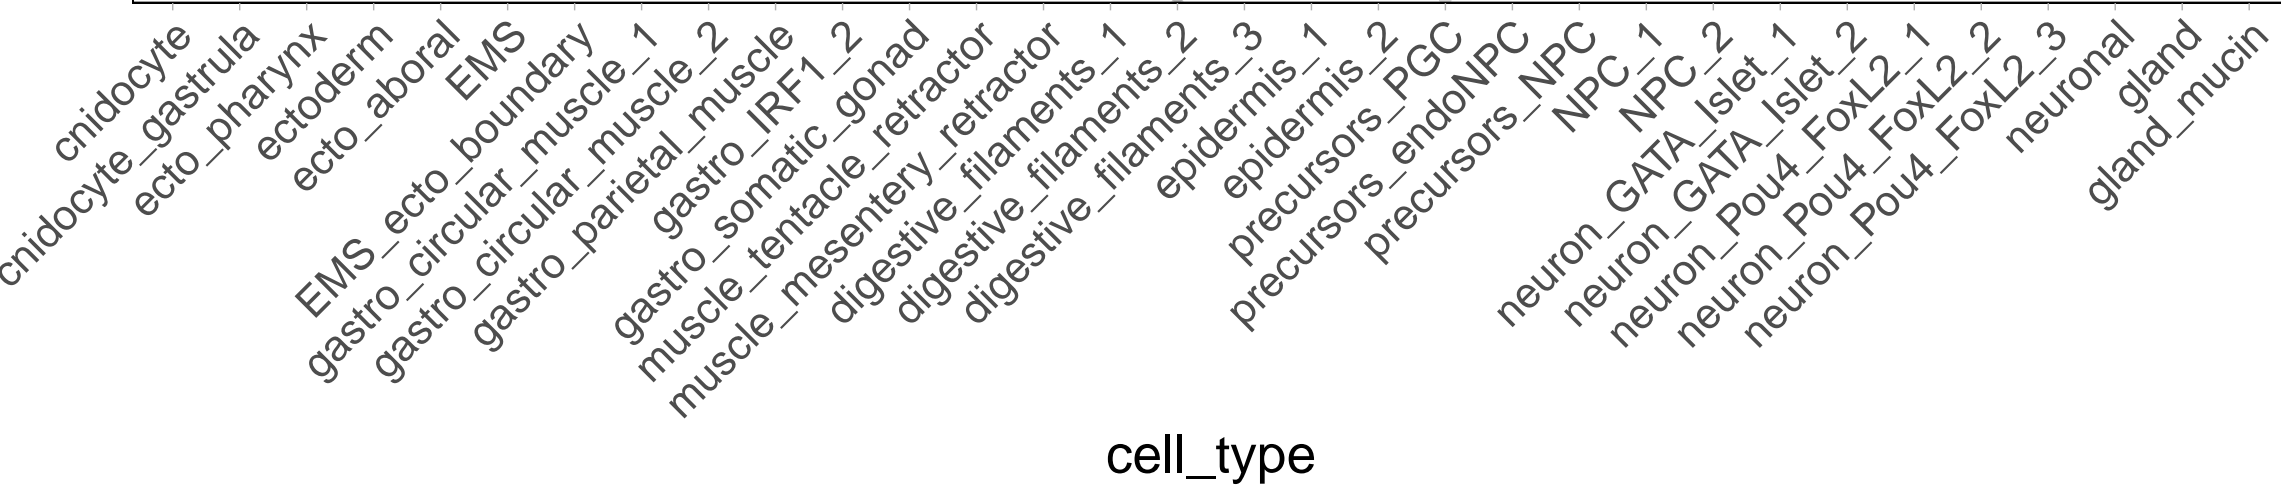 cnidocyte
cnidocyte_gastrula
ecto_pharynx
ectoderm
ecto_aboral
EMS
EMS_ecto_boundary
gastro_circular_muscle_1
gastro_circular_muscle_2
gastro_parietal_muscle
gastro_IRF1_2
gastro_somatic_gonad
muscle_tentacle_retractor
muscle_mesentery_retractor
digestive_filaments_1
digestive_filaments_2
digestive_filaments_3
epidermis_1
epidermis_2
precursors_PGC
precursors_endoNPC
precursors_NPC
NPC_1
NPC_2
neuron_GATA_Islet_1
neuron_GATA_Islet_2
neuron_Pou4_FoxL2_1
neuron_Pou4_FoxL2_2
neuron_Pou4_FoxL2_3
neuronal
gland
gland_mucin
cell_type